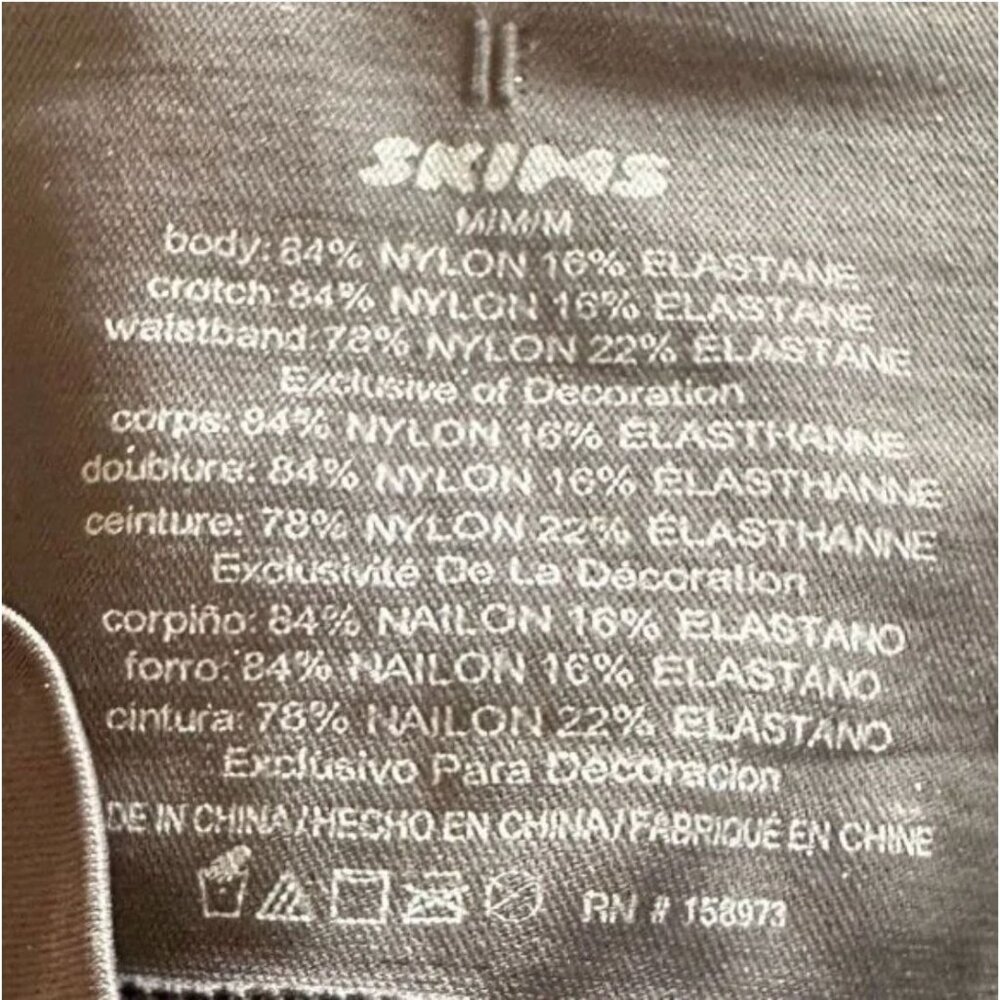 SKIMS
M/M/M
body: 84% NYLON 16% ELASTANE
crotch: 84% NYLON 16% ELASTANE
waistband: 78% NYLON 22% ELASTANE
Exclusive of Decoration
corps: 84% NYLON 16% ÉLASTHANNE
doublure: 84% NYLON 16% ÉLASTHANNE
ceinture: 78% NYLON 22% ÉLASTHANNE
Exclusivité De La Décoration
corpiño: 84% NAILON 16% ELASTANO
forro: 84% NAILON 16% ELASTANO
cintura: 78% NAILON 22% ELASTANO
Exclusivo Para Decoracion
DE IN CHINA/HECHO EN CHINA/FABRIQUÉ EN CHINE
RN # 158973